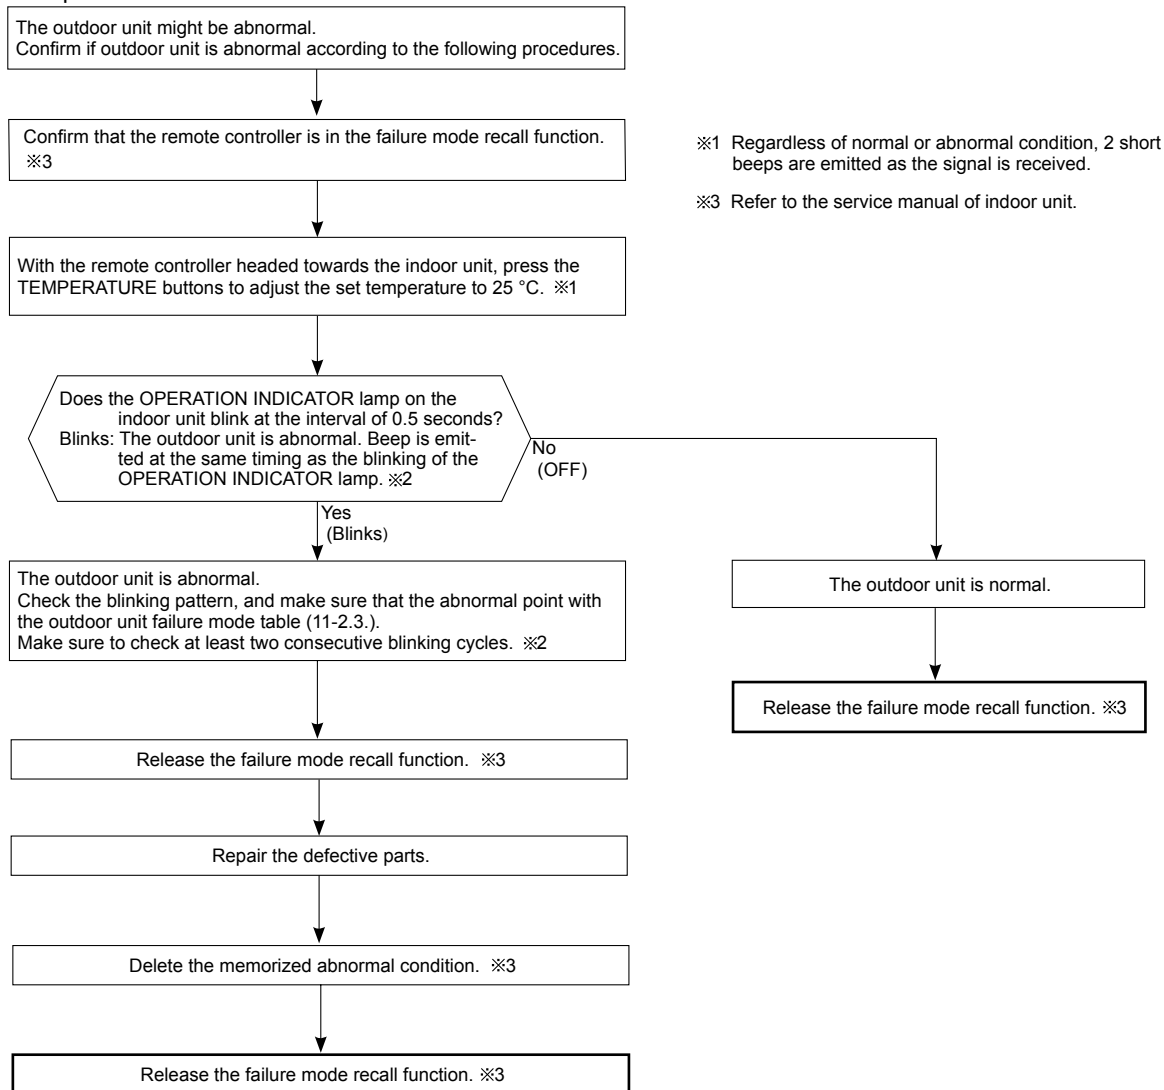 The outdoor unit might be abnormal.
Confirm if outdoor unit is abnormal according to the following procedures.
Confirm that the remote controller is in the failure mode recall function.
※3
※1 Regardless of normal or abnormal condition, 2 short
beeps are emitted as the signal is received.
※3 Refer to the service manual of indoor unit.
With the remote controller headed towards the indoor unit, press the
TEMPERATURE buttons to adjust the set temperature to 25 °C. ※1
Does the OPERATION INDICATOR lamp on the
indoor unit blink at the interval of 0.5 seconds?
Blinks: The outdoor unit is abnormal. Beep is emit-
ted at the same timing as the blinking of the
OPERATION INDICATOR lamp. ※2
No
(OFF)
Yes
(Blinks)
The outdoor unit is abnormal.
Check the blinking pattern, and make sure that the abnormal point with
the outdoor unit failure mode table (11-2.3.).
Make sure to check at least two consecutive blinking cycles. ※2
The outdoor unit is normal.
Release the failure mode recall function. ※3
Release the failure mode recall function. ※3
Repair the defective parts.
Delete the memorized abnormal condition. ※3
Release the failure mode recall function. ※3